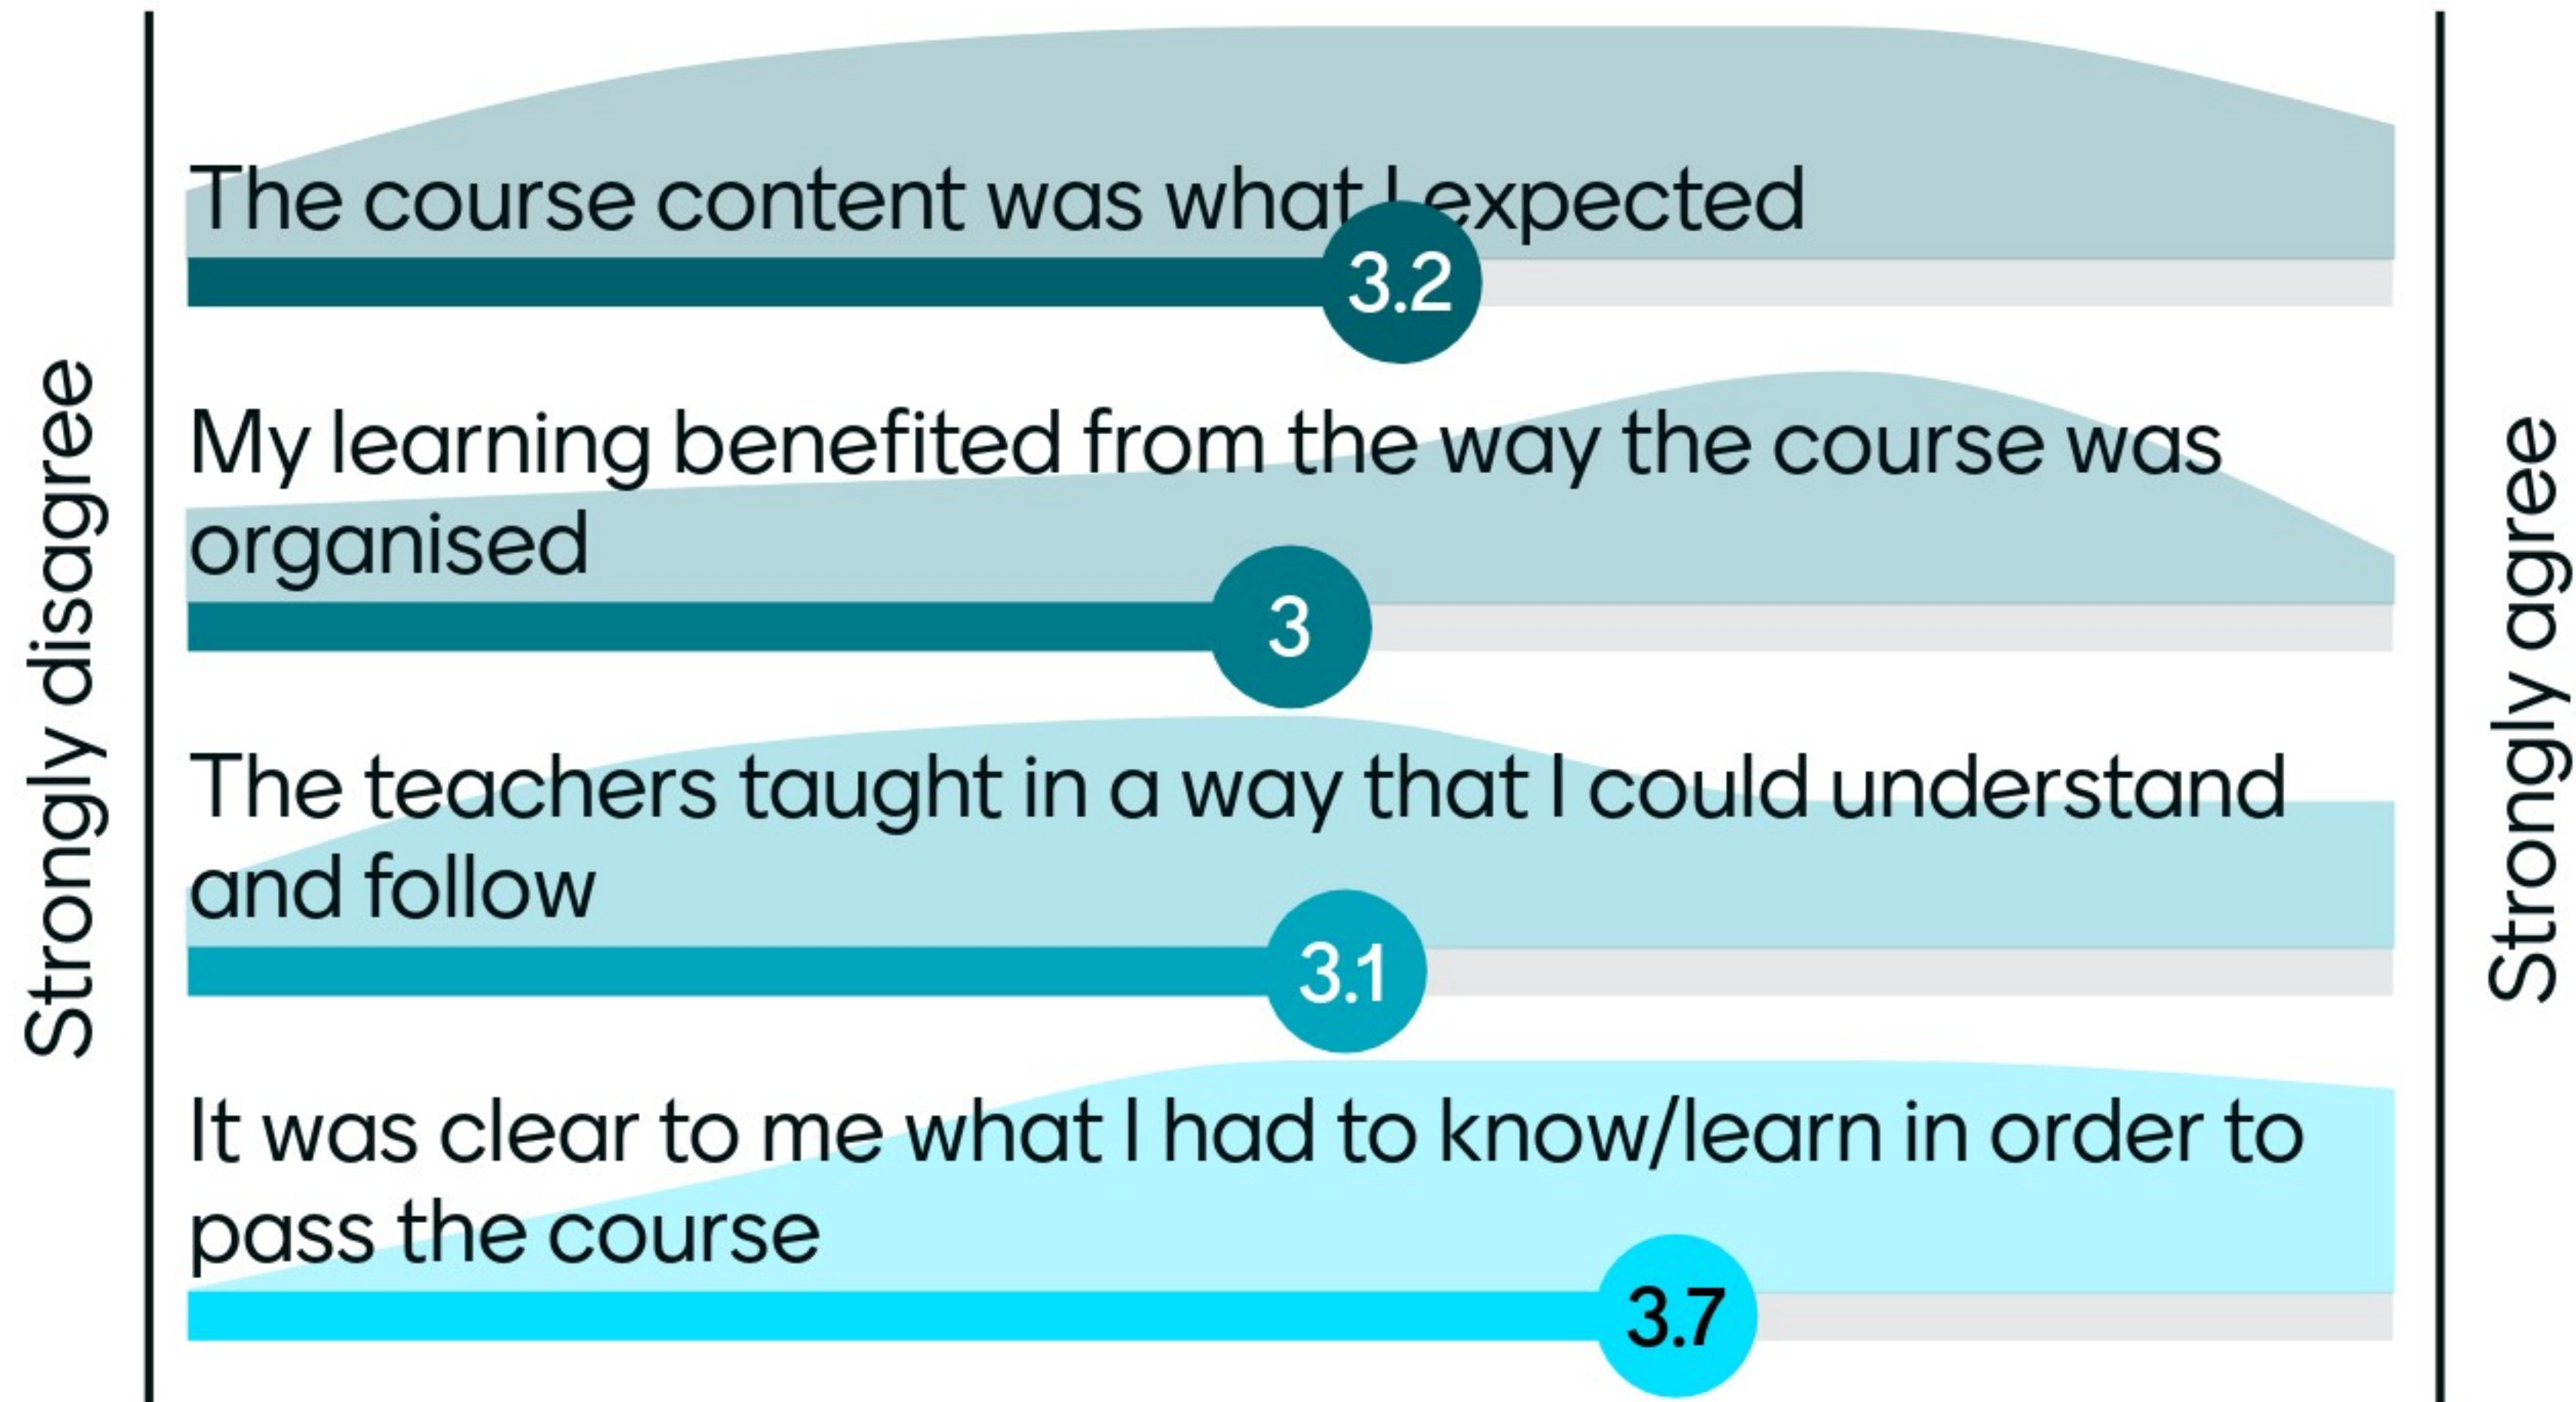 Strongly disagree
The course content was what I expected
3.2
My learning benefited from the way the course was
organised
3
The teachers taught in a way that I could understand
and follow
3.1
It was clear to me what I had to know/learn in order to
pass the course
3.7
Strongly agree